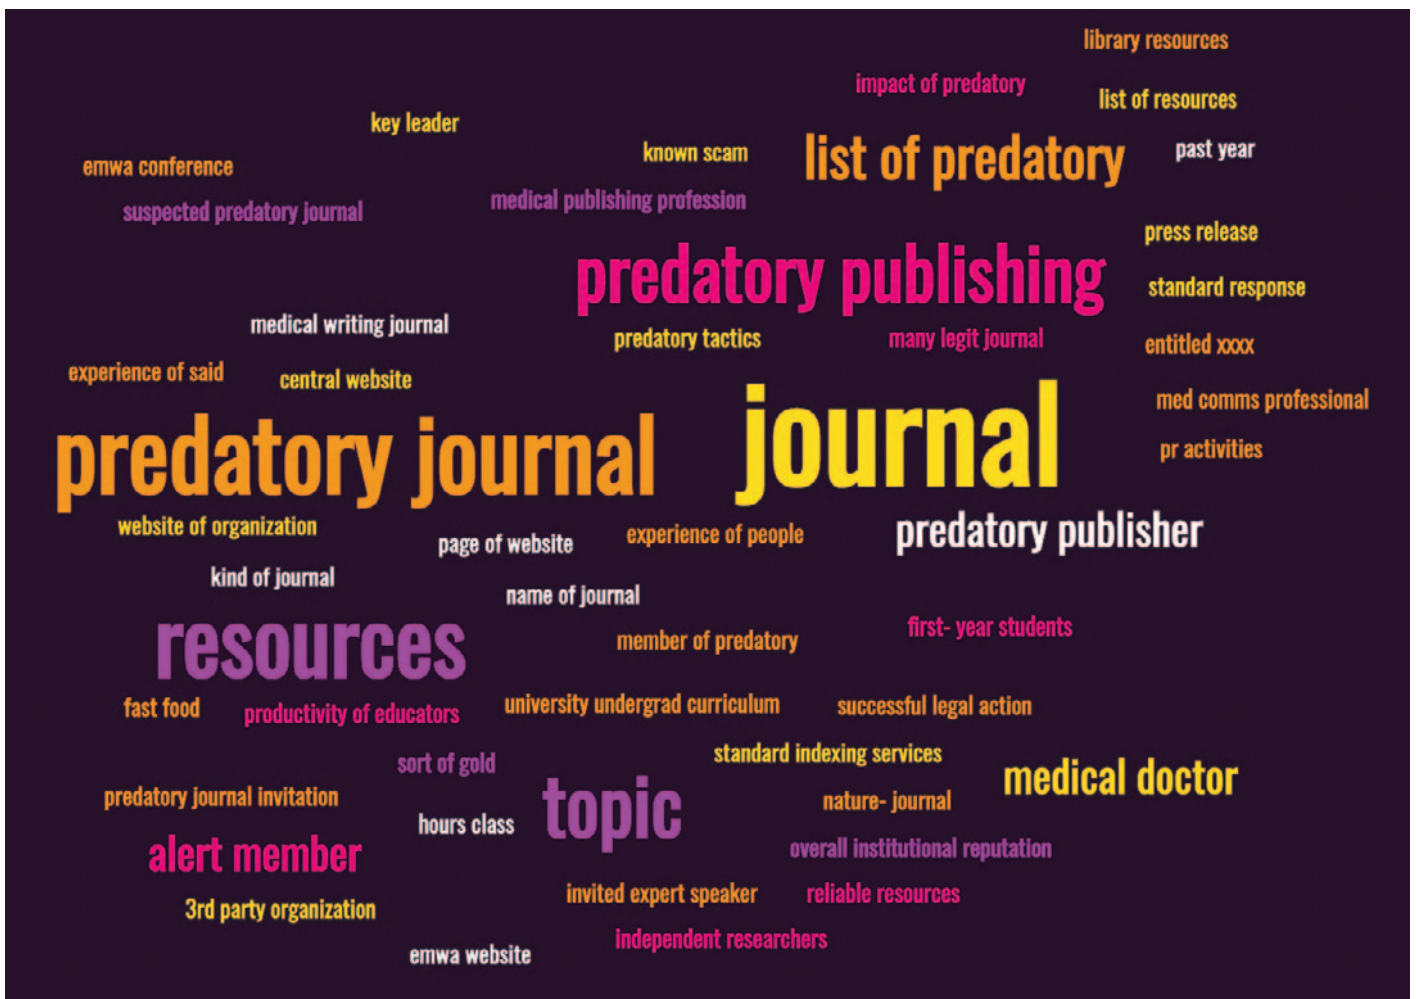 library resources
impact of predatory
list of resources
key leader
known scam
list of predatory
past year
emwa conference
suspected predatory journal
medical publishing profession
press release
predatory publishing
standard response
medical writing journal
predatory tactics
many legit journal
entitled xxxx
experience of said
central website
med comms professional
predatory journal
journal
pr activities
website of organization
page of website
experience of people
predatory publisher
kind of journal
name of journal
resources
member of predatory
first- year students
fast food
productivity of educators
university undergrad curriculum
successful legal action
sort of gold
standard indexing services
medical doctor
predatory journal invitation
hours class
topic
nature- journal
alert member
overall institutional reputation
3rd party organization
invited expert speaker
reliable resources
emwa website
independent researchers